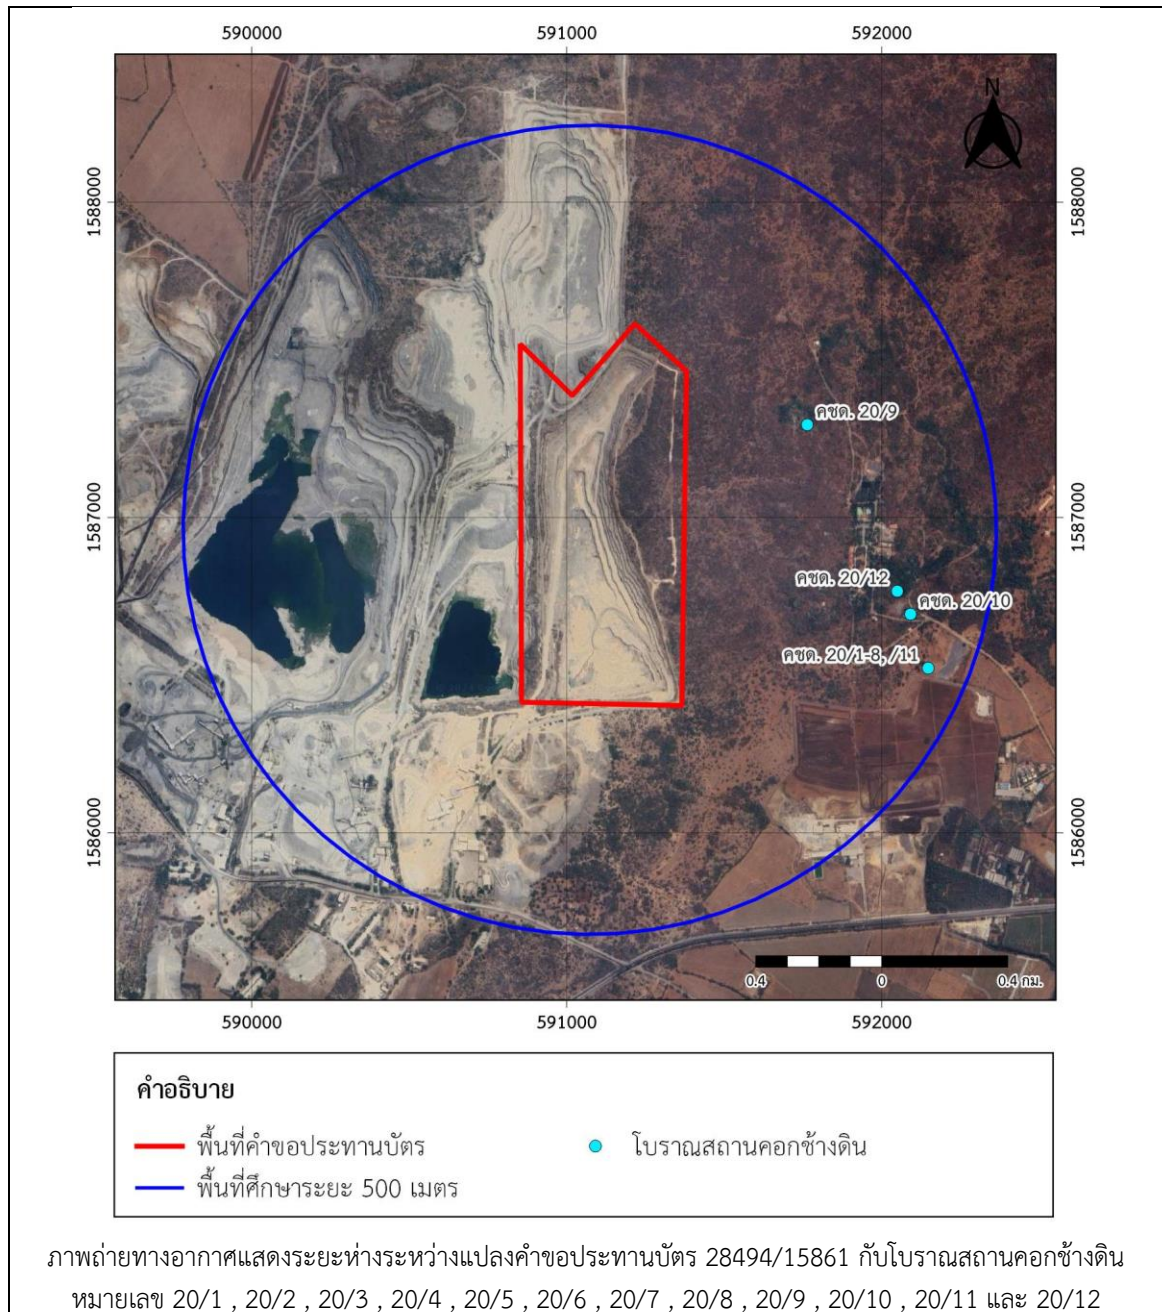 590000 591000 592000
N
1588000 1588000
คชด. 20/9
1587000 1587000
คชด. 20/12
คชด. 20/10
คชด. 20/1-8, /11
1586000 1586000
0.4 0 0.4 กม.
590000 591000 592000
คำอธิบาย
พื้นที่คำขอประทานบัตร โบราณสถานคอกช้างดิน
พื้นที่ศึกษาระยะ 500 เมตร
ภาพถ่ายทางอากาศแสดงระยะห่างระหว่างแปลงคำขอประทานบัตร 28494/15861 กับโบราณสถานคอกช้างดิน
หมายเลข 20/1 , 20/2 , 20/3 , 20/4 , 20/5 , 20/6 , 20/7 , 20/8 , 20/9 , 20/10 , 20/11 และ 20/12